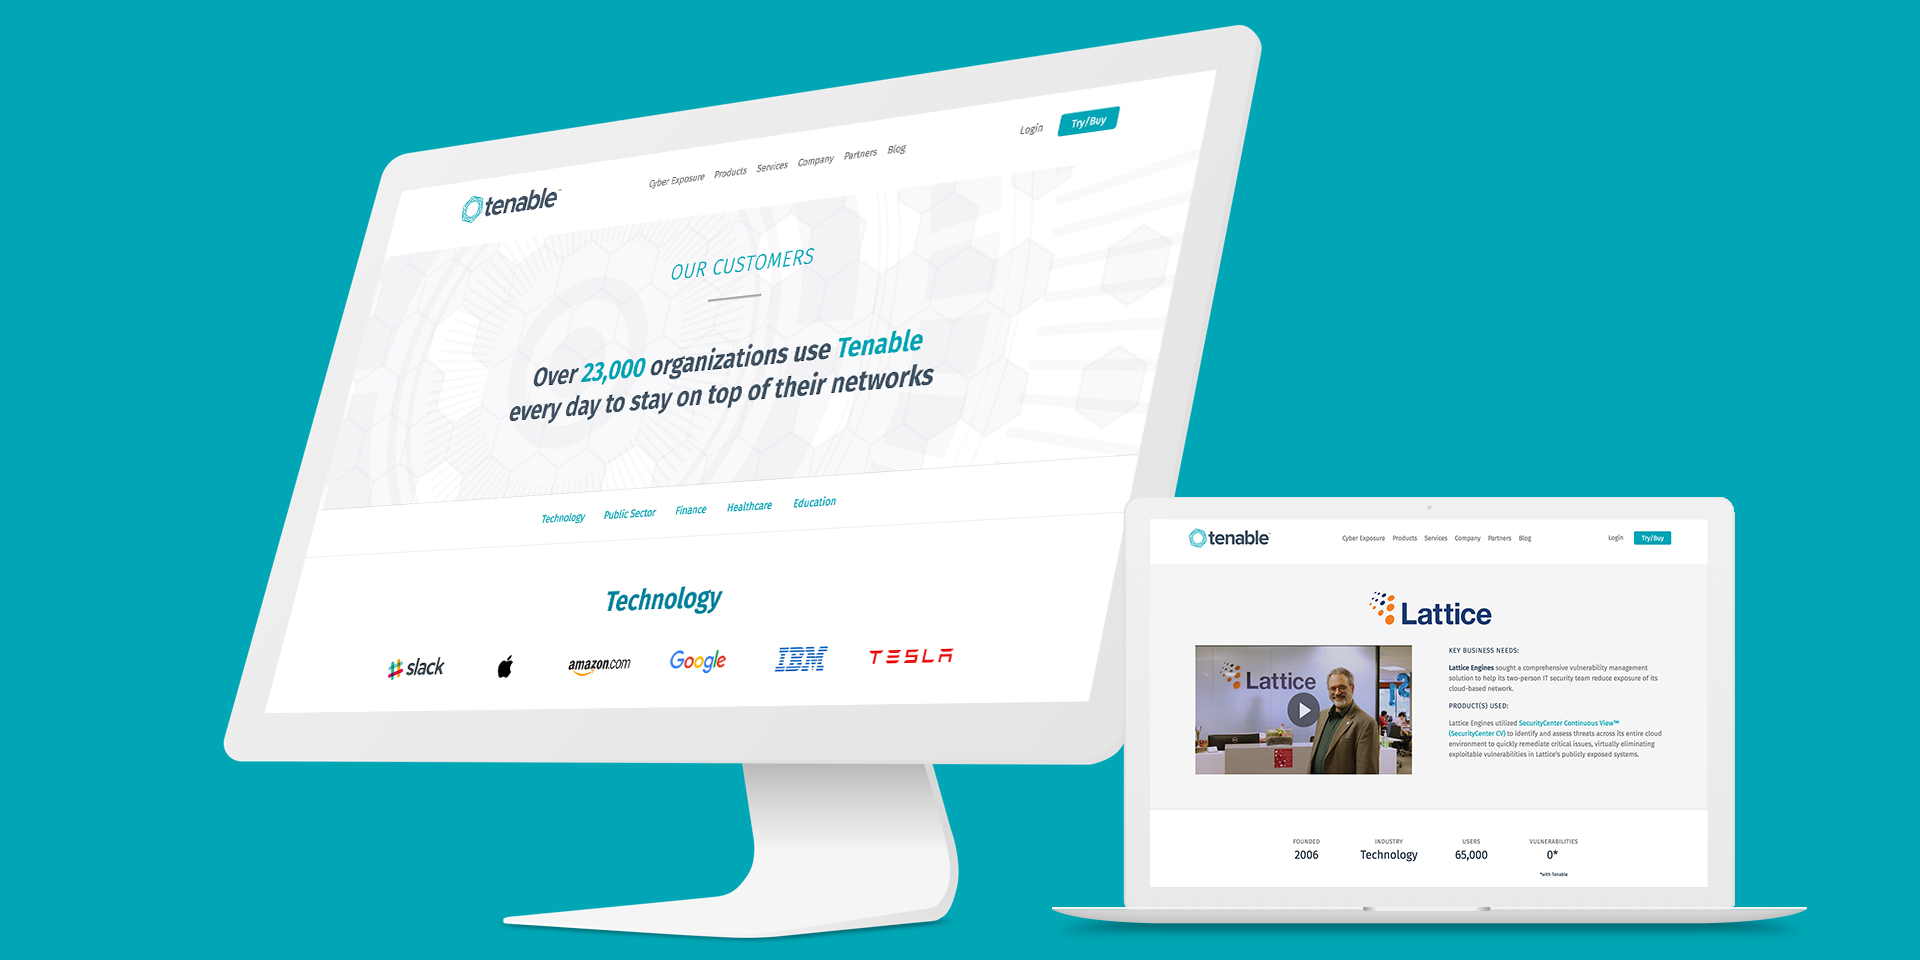 tenable
Cyber Exposure Products Services Company Partners Blog
Login Try/Buy
OUR CUSTOMERS
Over 23,000 organizations use Tenable
every day to stay on top of their networks
Technology Public Sector Finance Healthcare Education
Technology
slack amazon.com Google IBM TESLA
tenable
Cyber Exposure Products Services Company Partners Blog
Login Try/Buy
Lattice
Lattice
KEY BUSINESS NEEDS:
Lattice Engines sought a comprehensive vulnerability management
solution to help its two-person IT security team reduce exposure of its
cloud-based network.
PRODUCT(S) USED:
Lattice Engines utilized SecurityCenter Continuous View™
(SecurityCenter CV) to identify and assess threats across its entire cloud
environment to quickly remediate critical issues, virtually eliminating
exploitable vulnerabilities in Lattice's publicly exposed systems.
FOUNDED INDUSTRY USERS VULNERABILITIES
2006 Technology 65,000 0*
*with Tenable